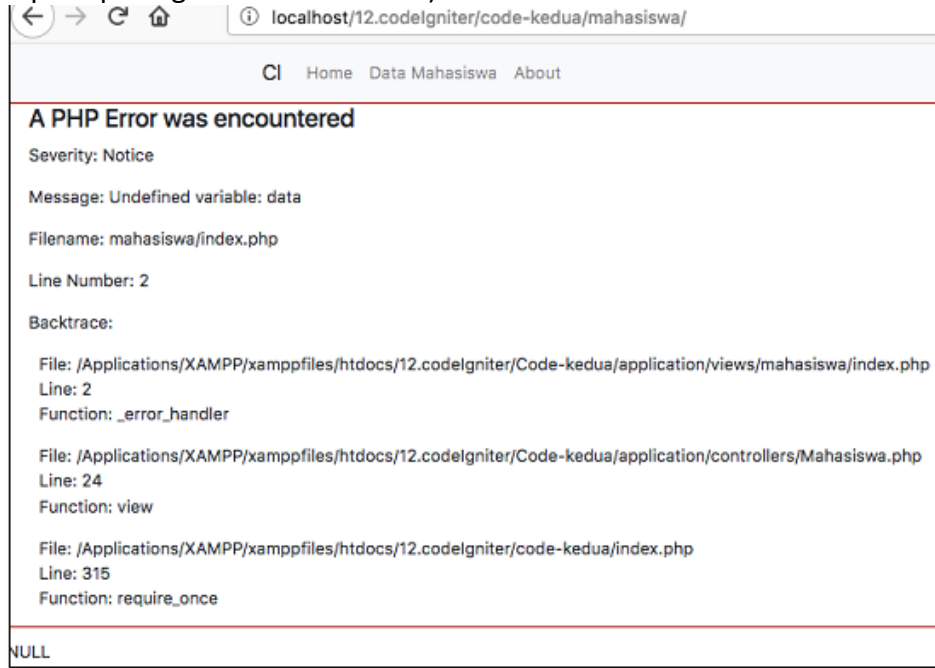 localhost/12.codeIgniter/code-kedua/mahasiswa/
CI Home Data Mahasiswa About
A PHP Error was encountered
Severity: Notice
Message: Undefined variable: data
Filename: mahasiswa/index.php
Line Number: 2
Backtrace:
File: /Applications/XAMPP/xamppfiles/htdocs/12.codeIgniter/Code-kedua/application/views/mahasiswa/index.php
Line: 2
Function: _error_handler
File: /Applications/XAMPP/xamppfiles/htdocs/12.codeIgniter/Code-kedua/application/controllers/Mahasiswa.php
Line: 24
Function: view
File: /Applications/XAMPP/xamppfiles/htdocs/12.codeIgniter/code-kedua/index.php
Line: 315
Function: require_once
NULL